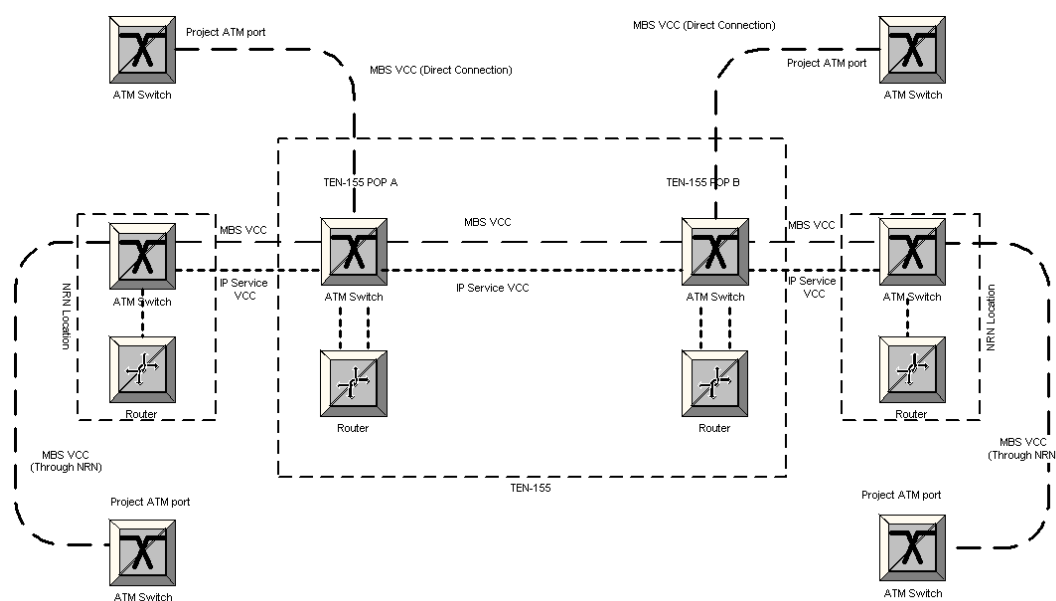 Project ATM port
MBS VCC (Direct Connection)
MBS VCC (Direct Connection)
Project ATM port
ATM Switch
ATM Switch
TEN-155 POP A
TEN-155 POP B
MBS VCC
MBS VCC
MBS VCC
IP Service
VCC
IP Service VCC
IP Service
VCC
ATM Switch
ATM Switch
ATM Switch
ATM Switch
NRN Location
NRN Location
Router
Router
Router
Router
MBS VCC
(Through NRN)
MBS VCC
(Through NRN
TEN-155
Project ATM port
Project ATM port
ATM Switch
ATM Switch